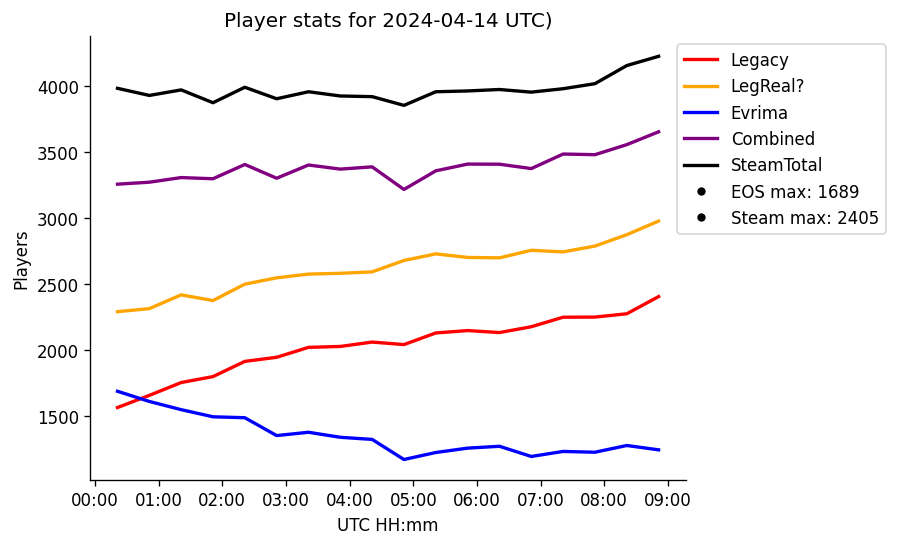 Player stats for 2024-04-14 UTC)
Players
4000
3500
3000
2500
2000
1500
00:00 01:00 02:00 03:00 04:00 05:00 06:00 07:00 08:00 09:00
UTC HH:mm
Legacy
LegReal?
Evrima
Combined
SteamTotal
EOS max: 1689
Steam max: 2405